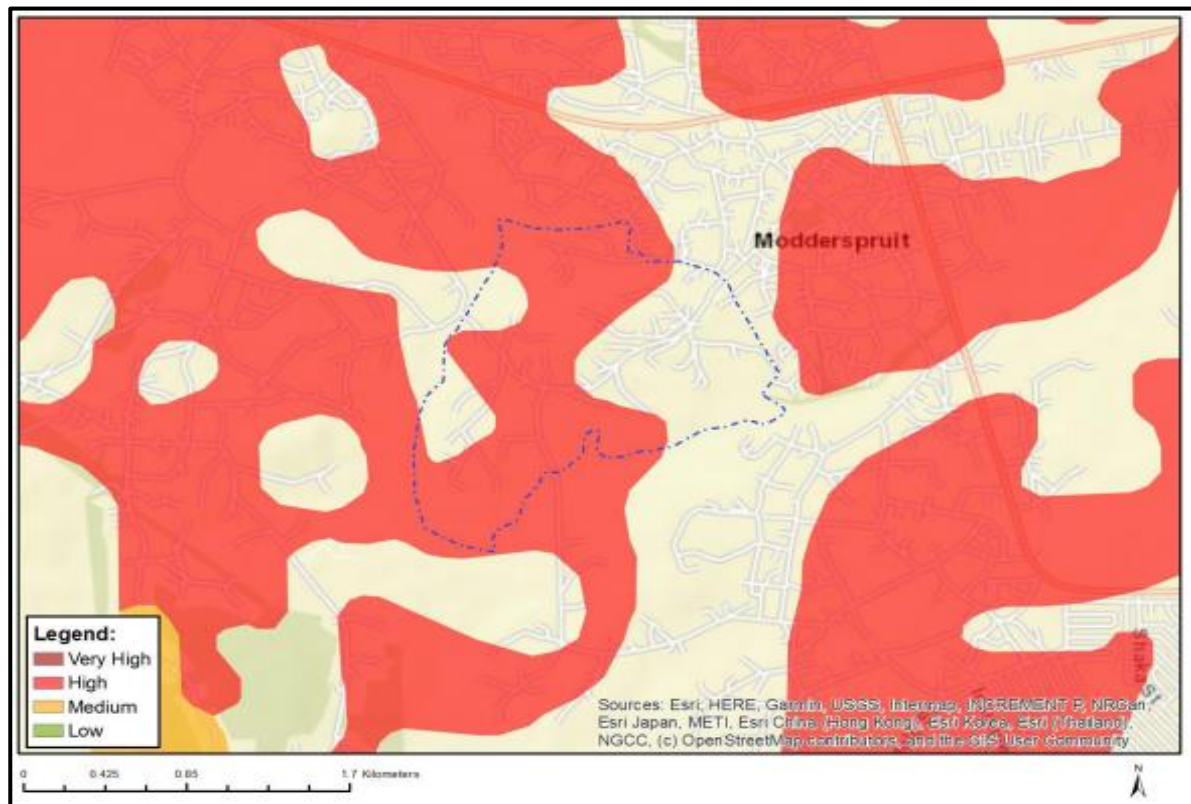 Modderspruit
Legend:
Very High
High
Medium
Low
Shaka St
Sources: Esri, HERE, Garmin, USGS, Intermap, INCREMENT P, NRCan,
Esri Japan, METI, Esri China (Hong Kong), Esri Korea, Esri (Thailand),
NGCC, (c) OpenStreetMap contributors, and the GIS User Community
0 0.425 0.85 1.7 Kilometers
N